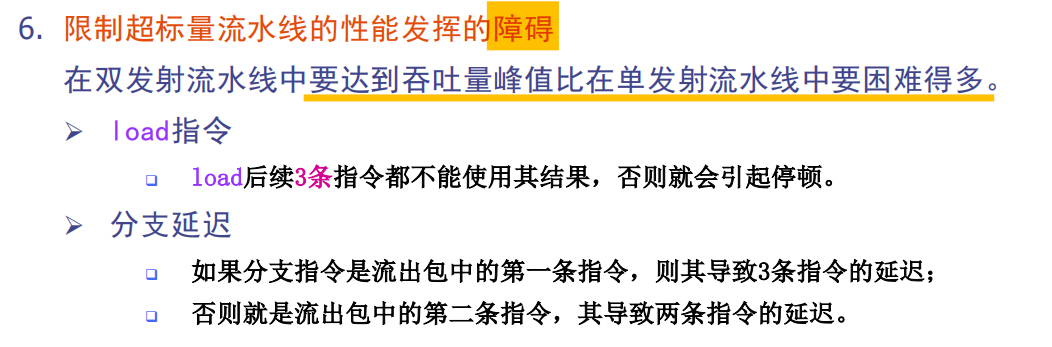 6. 限制超标量流水线的性能发挥的障碍
在双发射流水线中要达到吞吐量峰值比在单发射流水线中要困难得多。
➢ load指令
❑ load后续3条指令都不能使用其结果，否则就会引起停顿。
➢ 分支延迟
❑ 如果分支指令是流出包中的第一条指令，则其导致3条指令的延迟；
❑ 否则就是流出包中的第二条指令，其导致两条指令的延迟。